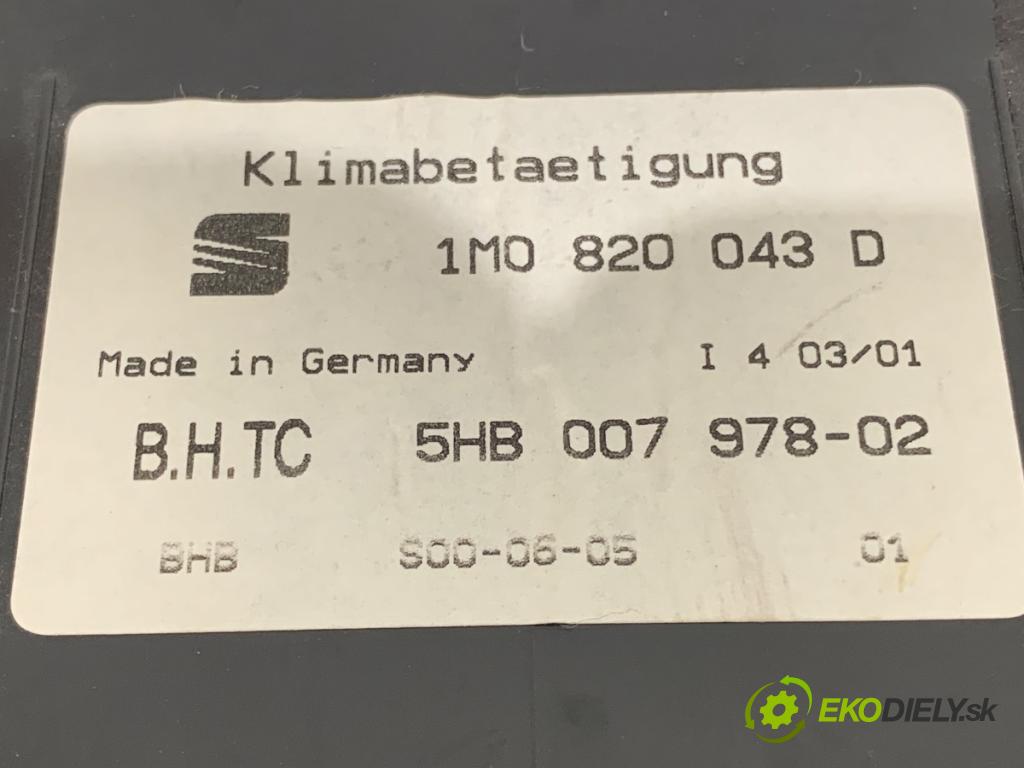 Klimabetaetigung
1M0 820 043 D
Made in Germany I 4 03/01
B.H.TC 5HB 007 978-02
BHB S00-06-05 01
EKODIELY.sk